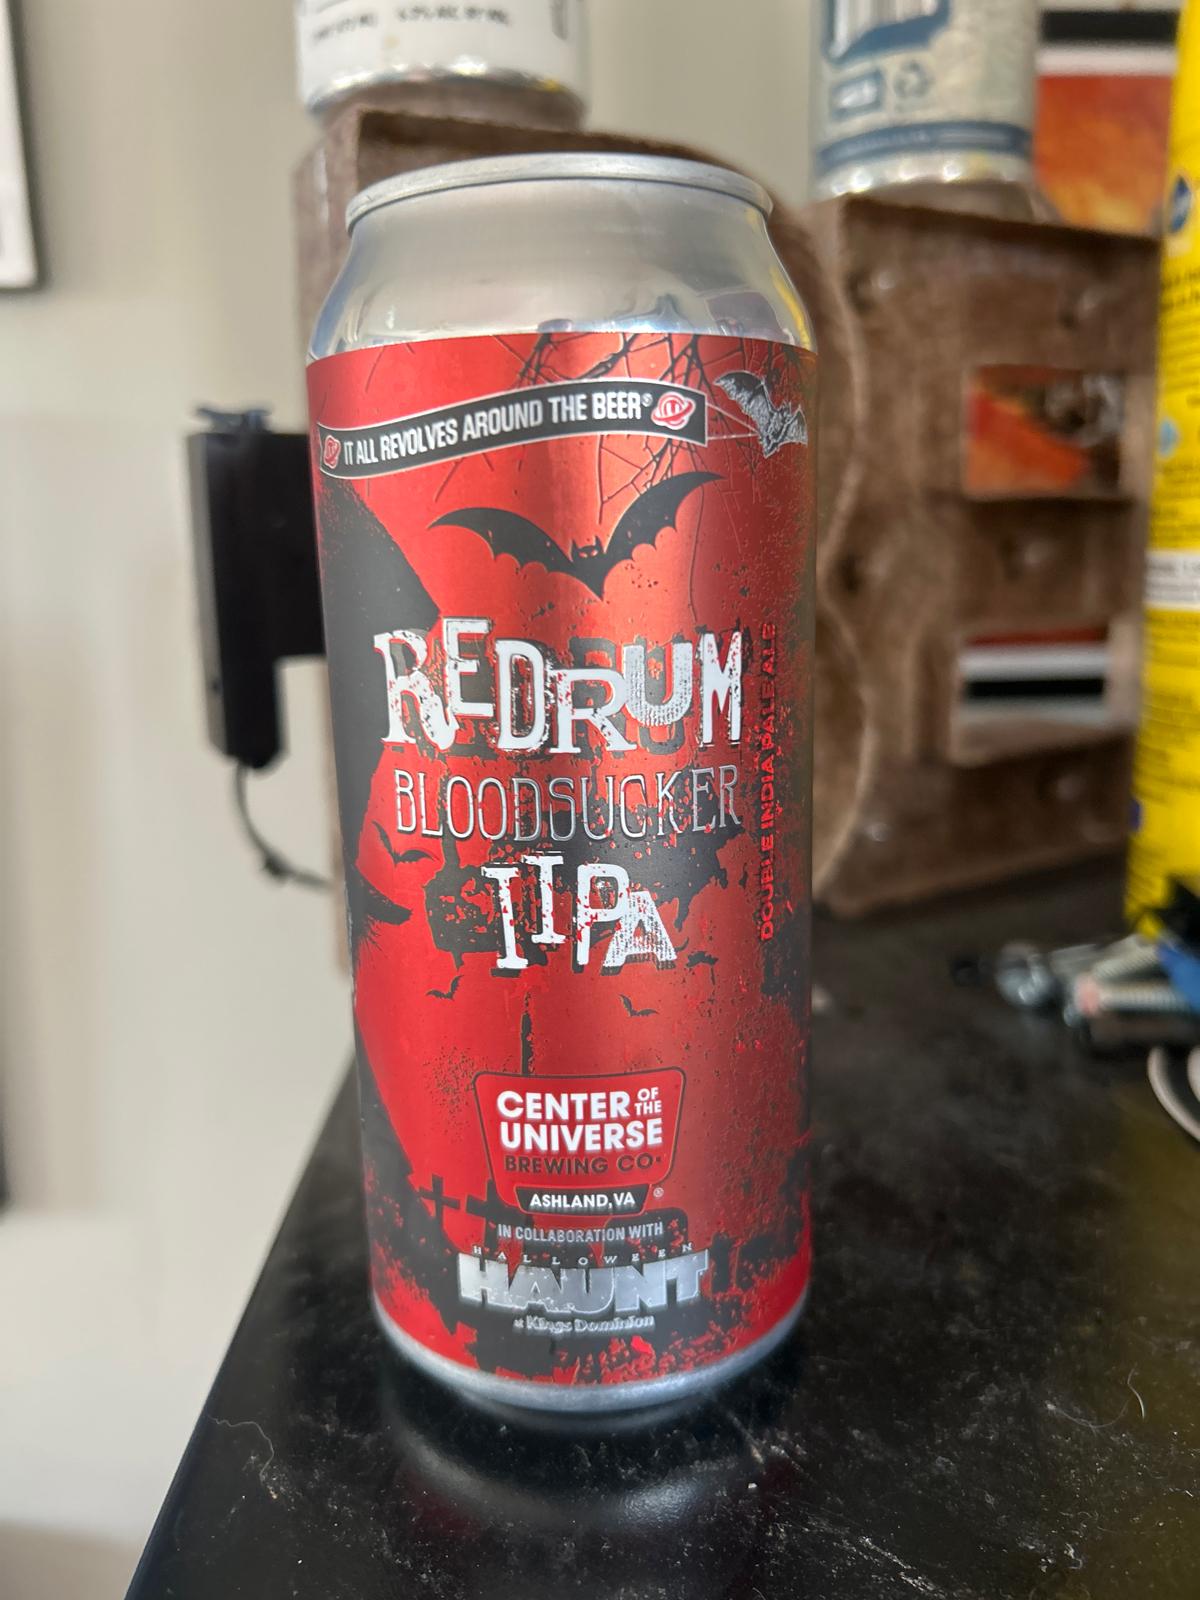 IT ALL REVOLVES AROUND THE BEER®
REDRUM
BLOODSUCKER
IIPA
DOUBLE INDIA PALE ALE
CENTER OF THE
UNIVERSE
BREWING CO.
ASHLAND, VA ®
IN COLLABORATION WITH
HALLOWEEN
HAUNT
at Kings Dominion